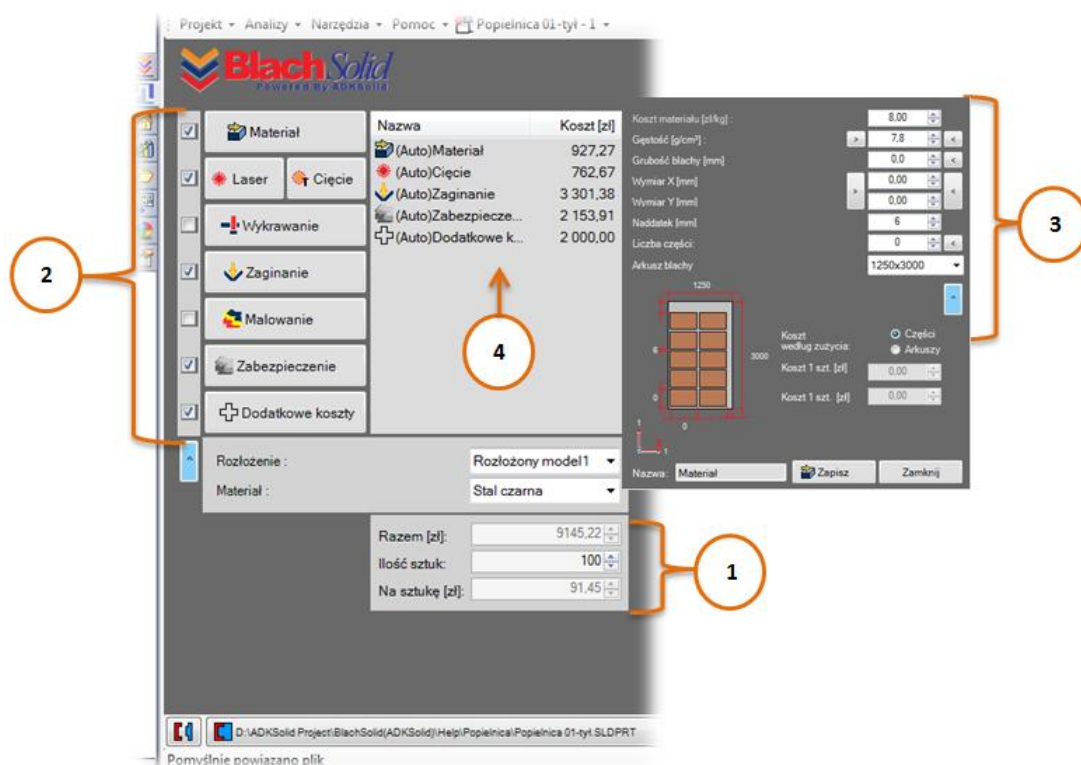 Projekt Analizy Narzędzia Pomoc Popielnica 01-tył - 1
BlachSolid
Powered By ADKSolid
Materiał
Laser Cięcie
Wykrawanie
Zaginanie
Malowanie
Zabezpieczenie
Dodatkowe koszty
Nazwa Koszt [zł]
(Auto)Materiał 927,27
(Auto)Cięcie 762,67
(Auto)Zaginanie 3 301,38
(Auto)Zabezpiecze... 2 153,91
(Auto)Dodatkowe k... 2 000,00
2
4
Rozłożenie : Rozłożony model1
Materiał : Stal czarna
Razem [zł]: 9145,22
Ilość sztuk: 100
Na sztukę [zł]: 91,45
1
Koszt materiału [zł/kg] : 8.00
Gęstość [g/cm³] : > 7,8 <
Grubość blachy [mm] 0,0 <
Wymiar X [mm] 0,00
> <
Wymiar Y [mm] 0,00
Naddatek [mm] 6
Liczba części: 0 <
Arkusz blachy 1250x3000
3
1250
3000
6
0
0
1
1
Koszt
według zużycia:
Części
Arkuszy
Koszt 1 szt. [zł] 0,00
Koszt 1 szt. [zł] 0,00
Nazwa: Materiał Zapisz Zamknij
D:\ADKSolid Project\BlachSolid(ADKSolid)\Help\Popielnica\Popielnica 01-tył.SLDPRT
Pomyślnie powiązano plik